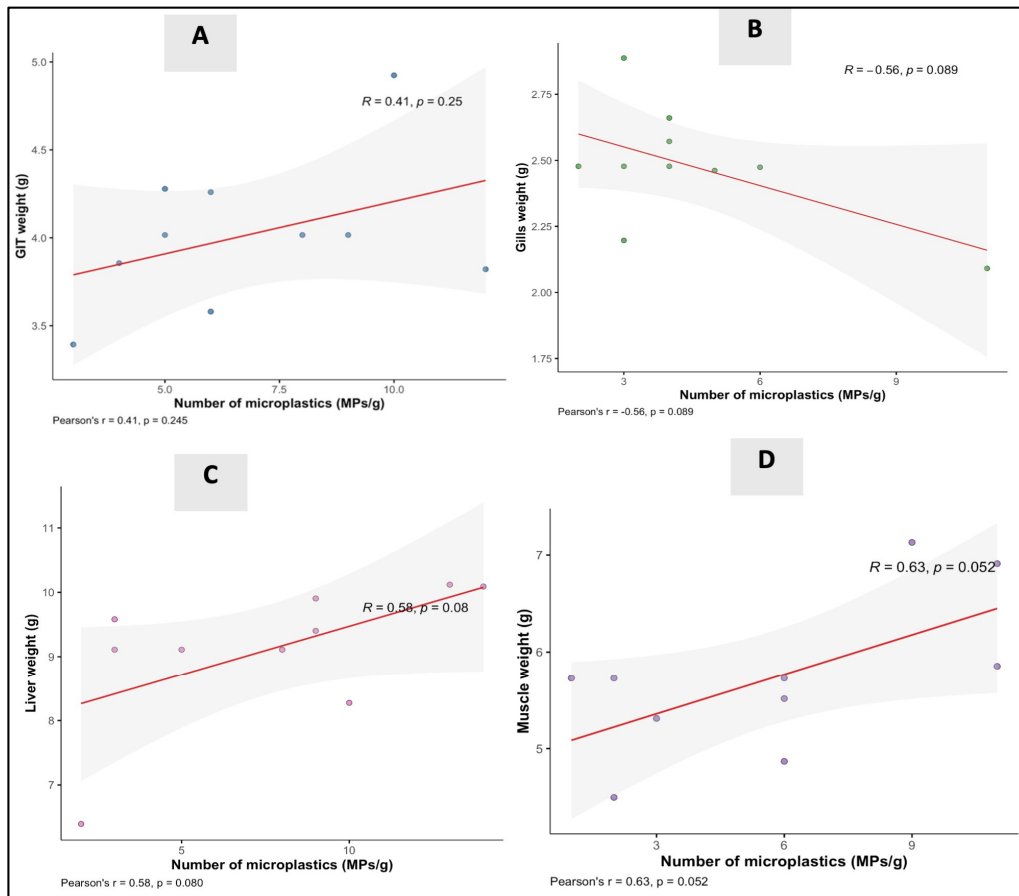 A
R = 0.41, p = 0.25
GIT weight (g)
5.0
4.5
4.0
3.5
5.0
7.5
10.0
Number of microplastics (MPs/g)
Pearson's r = 0.41, p = 0.245
B
R = −0.56, p = 0.089
Gills weight (g)
2.75
2.50
2.25
2.00
1.75
3
6
9
Number of microplastics (MPs/g)
Pearson's r = -0.56, p = 0.089
C
R = 0.58, p = 0.08
Liver weight (g)
11
10
9
8
7
5
10
Number of microplastics (MPs/g)
Pearson's r = 0.58, p = 0.080
D
R = 0.63, p = 0.052
Muscle weight (g)
7
6
5
3
6
9
Number of microplastics (MPs/g)
Pearson's r = 0.63, p = 0.052